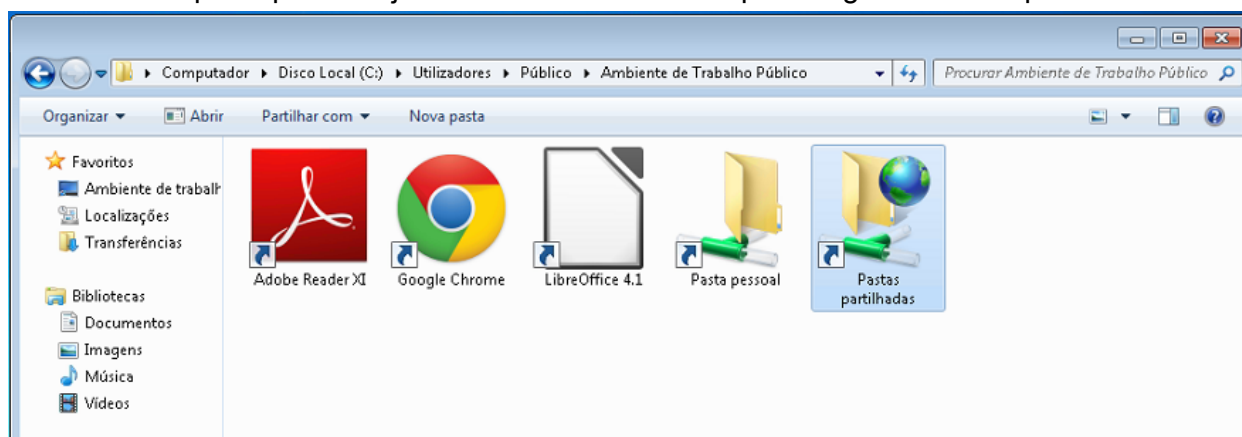 Computador ▸ Disco Local (C:) ▸ Utilizadores ▸ Público ▸ Ambiente de Trabalho Público
Procurar Ambiente de Trabalho Público
Organizar Abrir Partilhar com Nova pasta
Favoritos
Ambiente de trabalh
Localizações
Transferências
Bibliotecas
Documentos
Imagens
Música
Vídeos
Adobe Reader XI
Google Chrome
LibreOffice 4.1
Pasta pessoal
Pastas
partilhadas